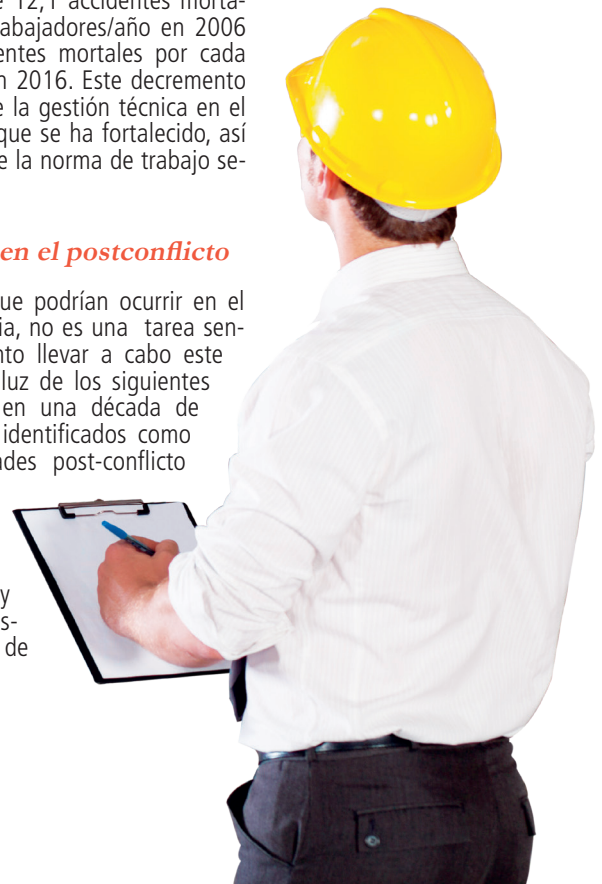 e 12,1 accidentes morta-
abajadores/año en 2006
entes mortales por cada
n 2016. Este decremento
e la gestión técnica en el
que se ha fortalecido, así
e la norma de trabajo se-
en el postconflicto
ue podrían ocurrir en el
ia, no es una tarea sen-
nto llevar a cabo este
luz de los siguientes
en una década de
identificados como
ades post-conflicto
y
s-
de